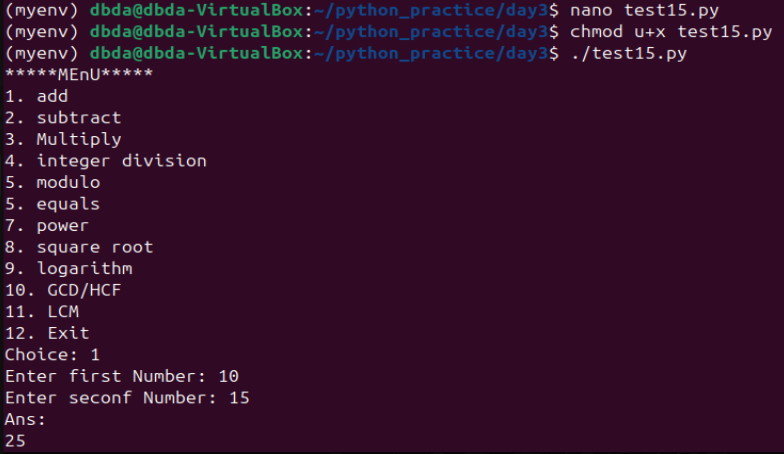 (myenv) dbda@dbda-VirtualBox:~/python_practice/day3$ nano test15.py
(myenv) dbda@dbda-VirtualBox:~/python_practice/day3$ chmod u+x test15.py
(myenv) dbda@dbda-VirtualBox:~/python_practice/day3$ ./test15.py
*****MEnU*****
1. add
2. subtract
3. Multiply
4. integer division
5. modulo
5. equals
7. power
8. square root
9. logarithm
10. GCD/HCF
11. LCM
12. Exit
Choice: 1
Enter first Number: 10
Enter seconf Number: 15
Ans:
25